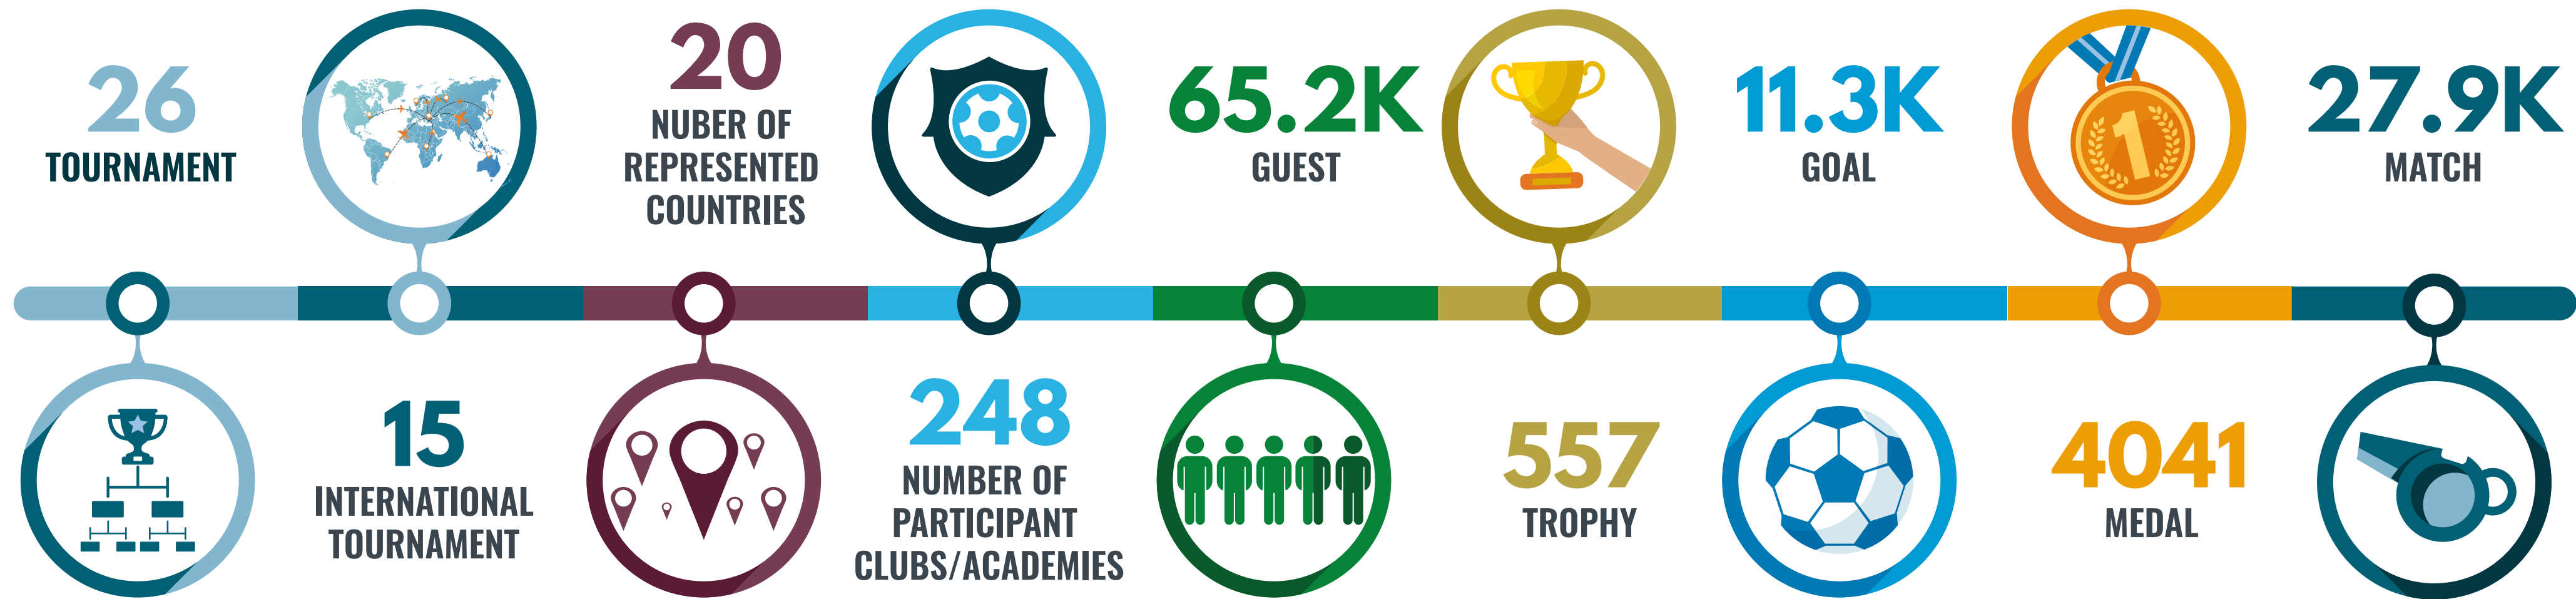 26
TOURNAMENT
15
INTERNATIONAL
TOURNAMENT
20
NUBER OF
REPRESENTED
COUNTRIES
248
NUMBER OF
PARTICIPANT
CLUBS/ACADEMIES
65.2K
GUEST
557
TROPHY
11.3K
GOAL
4041
MEDAL
1
27.9K
MATCH